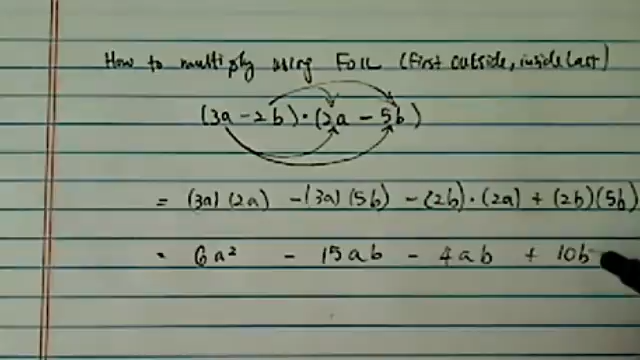 How to multiply using FOIL (First outside, inside last)
(3a - 2b) · (2a - 5b)
= (3a) (2a) - (3a) (5b) - (2b) · (2a) + (2b) (5b)
= 6a² - 15ab - 4ab + 10b